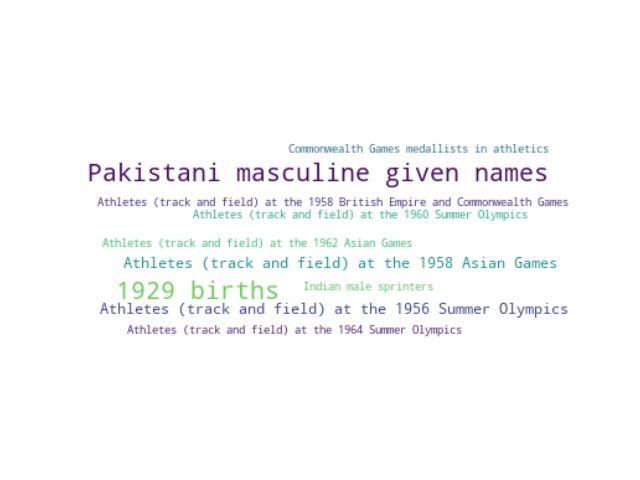 Commonwealth Games medallists in athletics
Pakistani masculine given names
Athletes (track and field) at the 1958 British Empire and Commonwealth Games
Athletes (track and field) at the 1960 Summer Olympics
Athletes (track and field) at the 1962 Asian Games
Athletes (track and field) at the 1958 Asian Games
1929 births
Indian male sprinters
Athletes (track and field) at the 1956 Summer Olympics
Athletes (track and field) at the 1964 Summer Olympics